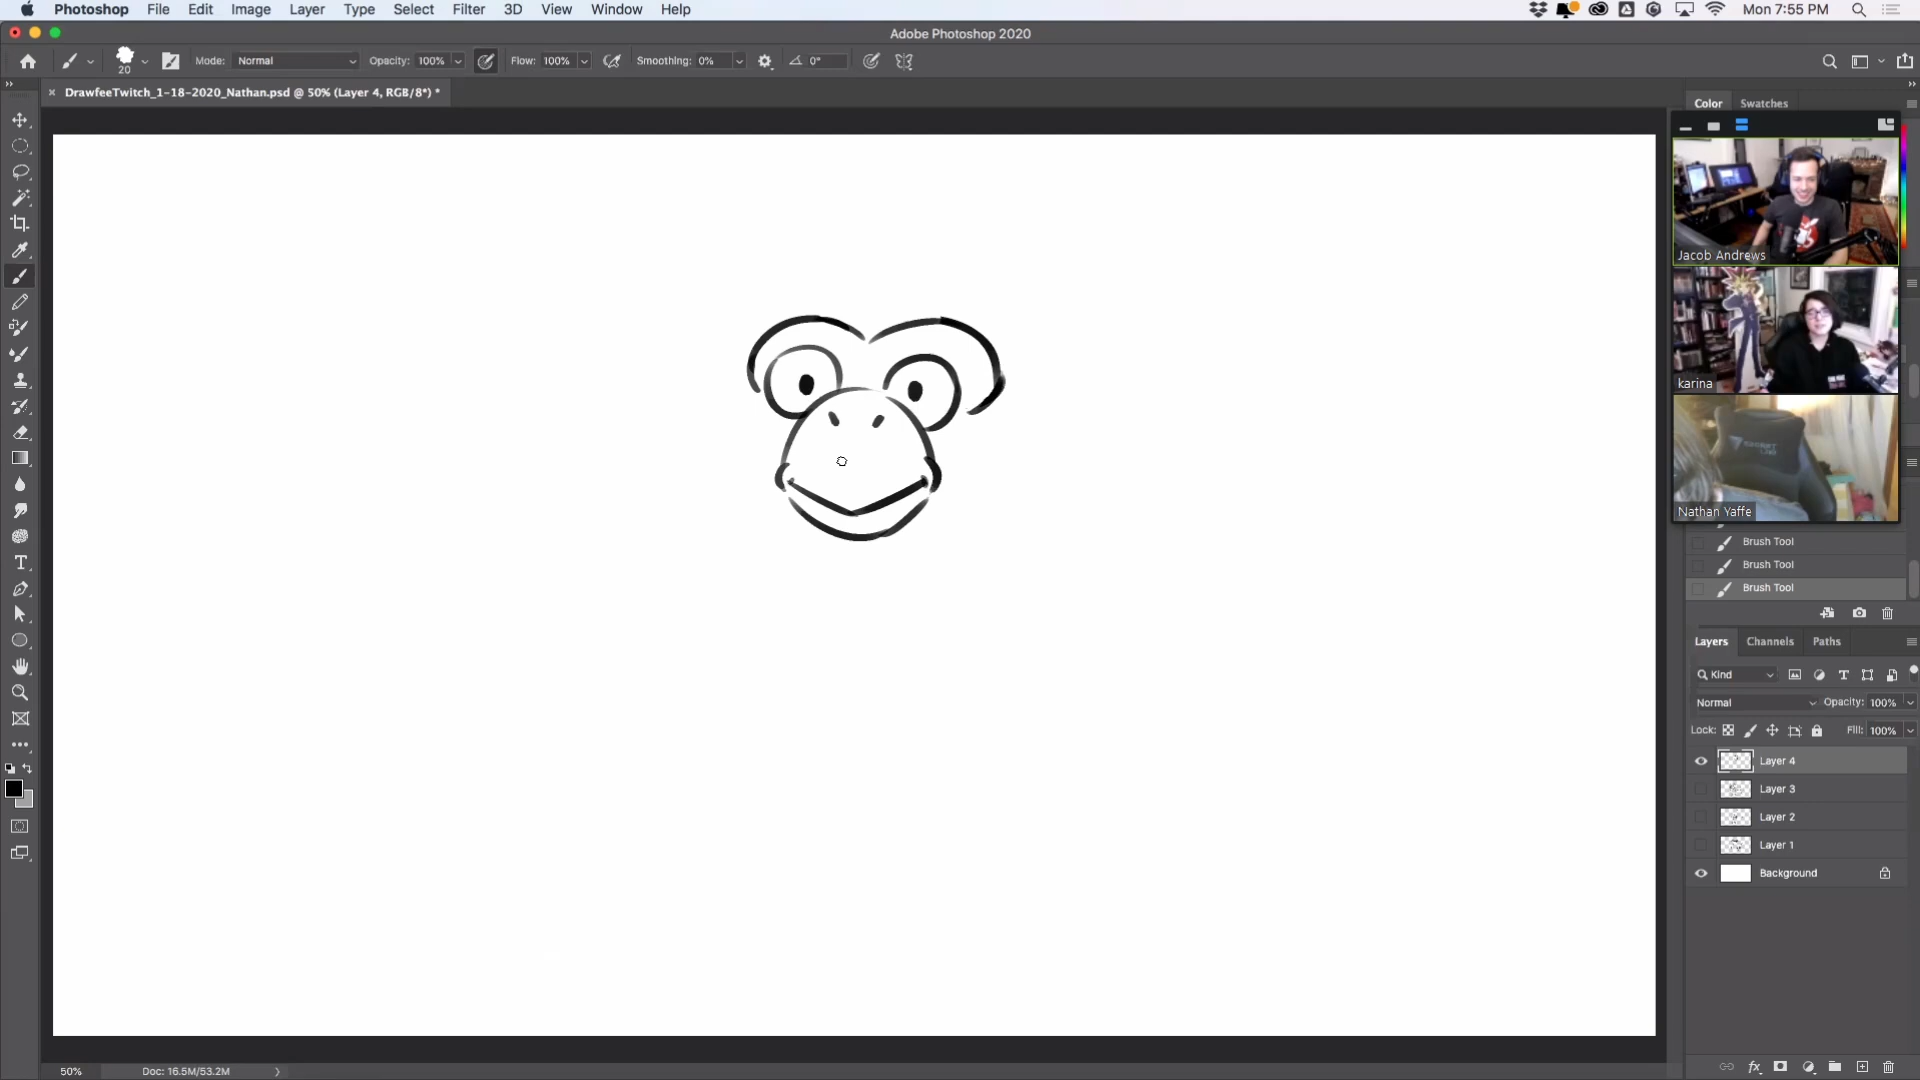 Photoshop File Edit Image Layer Type Select Filter 3D View Window Help Mon 7:55 PM
Adobe Photoshop 2020
20 Mode: Normal Opacity: 100% Flow: 100% Smoothing: 0% 0°
DrawfeeTwitch_1-18-2020_Nathan.psd @ 50% (Layer 4, RGB/8*) *
Color Swatches
Jacob Andrews
karina
Nathan Yaffe
Brush Tool
Brush Tool
Brush Tool
Layers Channels Paths
Kind
Normal Opacity: 100%
Lock: Fill: 100%
Layer 4
Layer 3
Layer 2
Layer 1
Background
50% Doc: 16.5M/53.2M